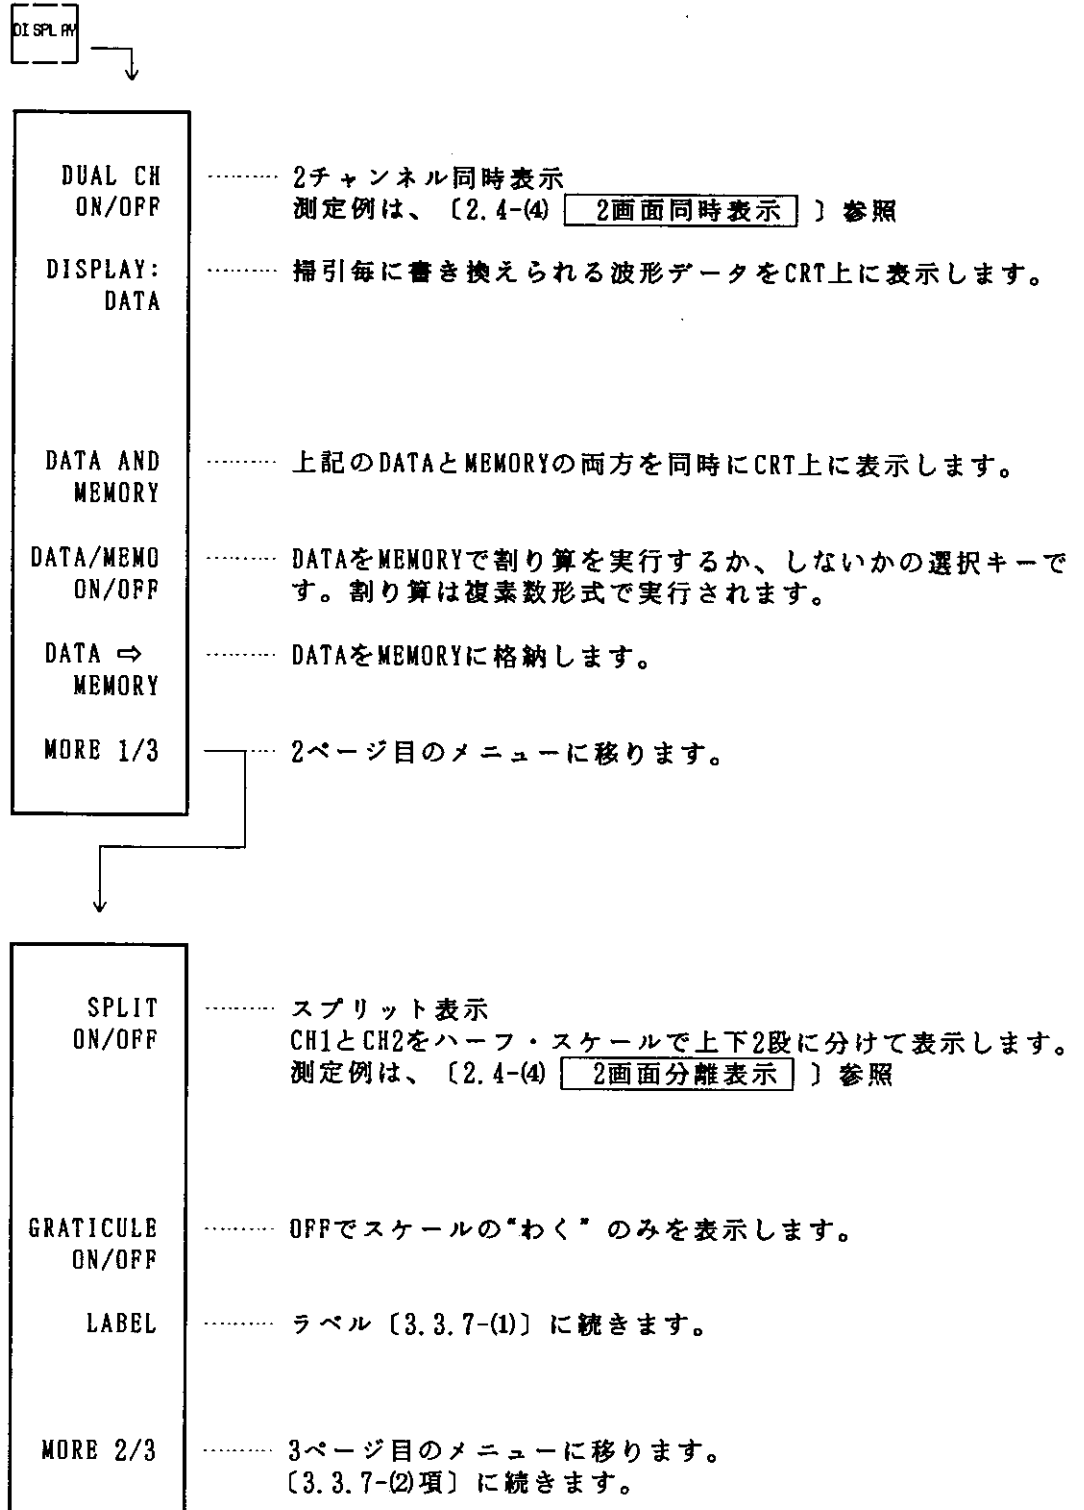 DISPLAY
DUAL CH ……… 2チャンネル同時表示
ON/OFF 測定例は、〔2.4-(4) 2画面同時表示 〕参照
DISPLAY: ……… 掃引毎に書き換えられる波形データをCRT上に表示します。
DATA
DATA AND ……… 上記のDATAとMEMORYの両方を同時にCRT上に表示します。
MEMORY
DATA/MEMO ……… DATAをMEMORYで割り算を実行するか、しないかの選択キーで
ON/OFF す。割り算は複素数形式で実行されます。
DATA ⇨ ……… DATAをMEMORYに格納します。
MEMORY
MORE 1/3 …… 2ページ目のメニューに移ります。
SPLIT ……… スプリット表示
ON/OFF CH1とCH2をハーフ・スケールで上下2段に分けて表示します。
測定例は、〔2.4-(4) 2画面分離表示 〕参照
GRATICULE ……… OFFでスケールの“わく”のみを表示します。
ON/OFF
LABEL ……… ラベル〔3.3.7-(1)〕に続きます。
MORE 2/3 ……… 3ページ目のメニューに移ります。
〔3.3.7-(2)項〕に続きます。